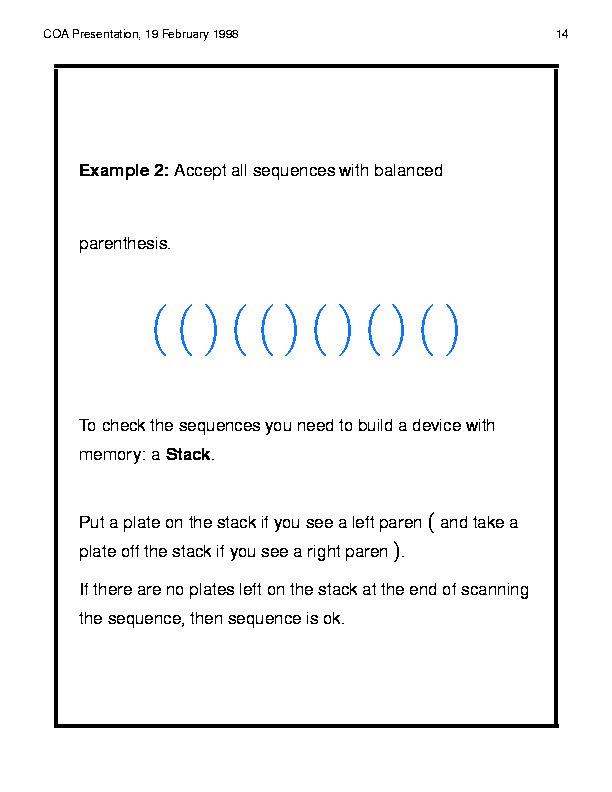 COA Presentation, 19 February 1998 14
Example 2: Accept all sequences with balanced
parenthesis.
( ( ) ( ( ) ( ) ( ) ( )
To check the sequences you need to build a device with
memory: a Stack.
Put a plate on the stack if you see a left paren ( and take a
plate off the stack if you see a right paren ).
If there are no plates left on the stack at the end of scanning
the sequence, then sequence is ok.